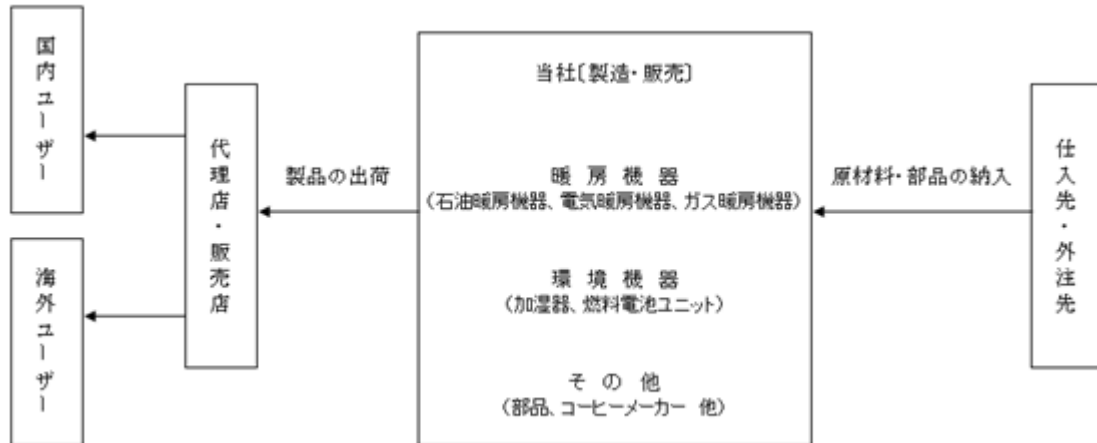 国内ユーザー
海外ユーザー
代理店・販売店
製品の出荷
当社〔製造・販売〕
暖房機器
(石油暖房機器、電気暖房機器、ガス暖房機器)
環境機器
(加湿器、燃料電池ユニット)
その他
(部品、コーヒーメーカー 他)
原材料・部品の納入
仕入先・外注先